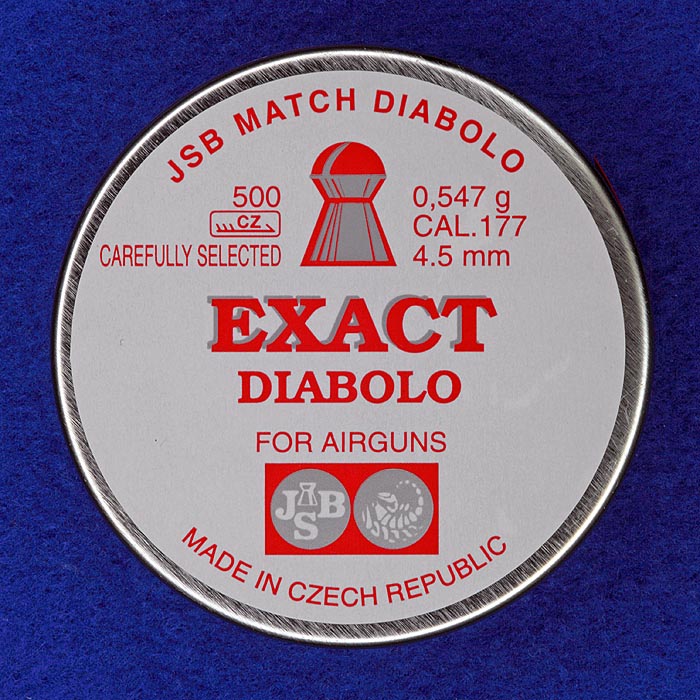 JSB MATCH DIABOLO
500
CZ
CAREFULLY SELECTED
0,547 g
CAL.177
4.5 mm
EXACT
DIABOLO
FOR AIRGUNS
JSB
MADE IN CZECH REPUBLIC